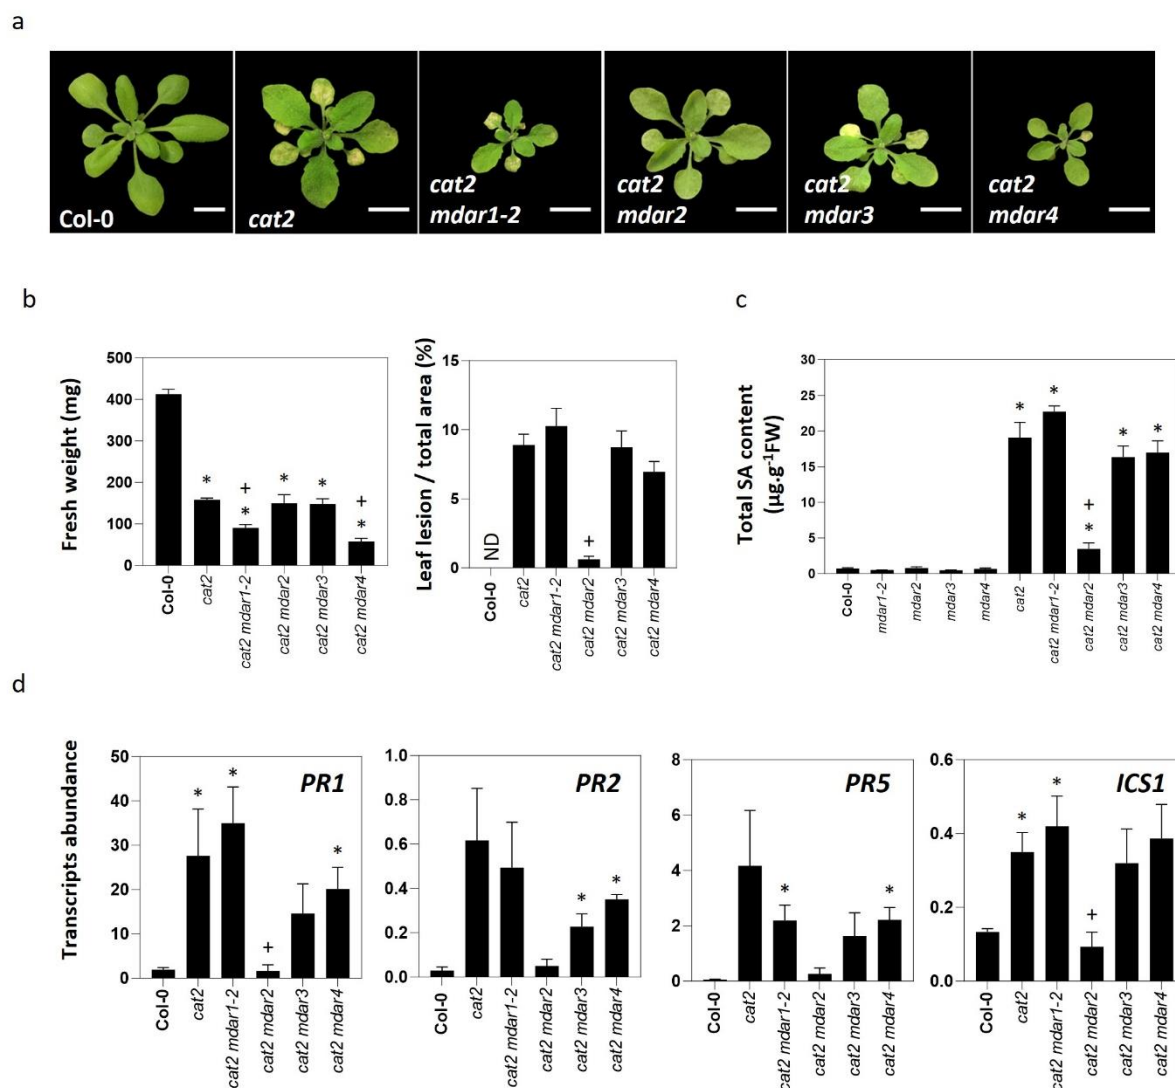 a
Col-0
cat2
cat2
mdar1-2
cat2
mdar2
cat2
mdar3
cat2
mdar4
b
Fresh weight (mg)
500
400
300
200
100
0
*
+
*
*
*
+
*
Col-0
cat2
cat2 mdar1-2
cat2 mdar2
cat2 mdar3
cat2 mdar4
Leaf lesion / total area (%)
15
10
5
0
ND
+
Col-0
cat2
cat2 mdar1-2
cat2 mdar2
cat2 mdar3
cat2 mdar4
c
Total SA content
(µg.g-1FW)
30
25
20
15
10
5
0
*
*
+
*
*
*
Col-0
mdar1-2
mdar2
mdar3
mdar4
cat2
cat2 mdar1-2
cat2 mdar2
cat2 mdar3
cat2 mdar4
d
Transcripts abundance
50
40
30
20
10
0
PR1
*
*
+
*
Col-0
cat2
cat2 mdar1-2
cat2 mdar2
cat2 mdar3
cat2 mdar4
1.0
0.8
0.6
0.4
0.2
0.0
PR2
*
*
Col-0
cat2
cat2 mdar1-2
cat2 mdar2
cat2 mdar3
cat2 mdar4
8
6
4
2
0
PR5
*
*
Col-0
cat2
cat2 mdar1-2
cat2 mdar2
cat2 mdar3
cat2 mdar4
0.6
0.4
0.2
0.0
ICS1
*
*
+
Col-0
cat2
cat2 mdar1-2
cat2 mdar2
cat2 mdar3
cat2 mdar4